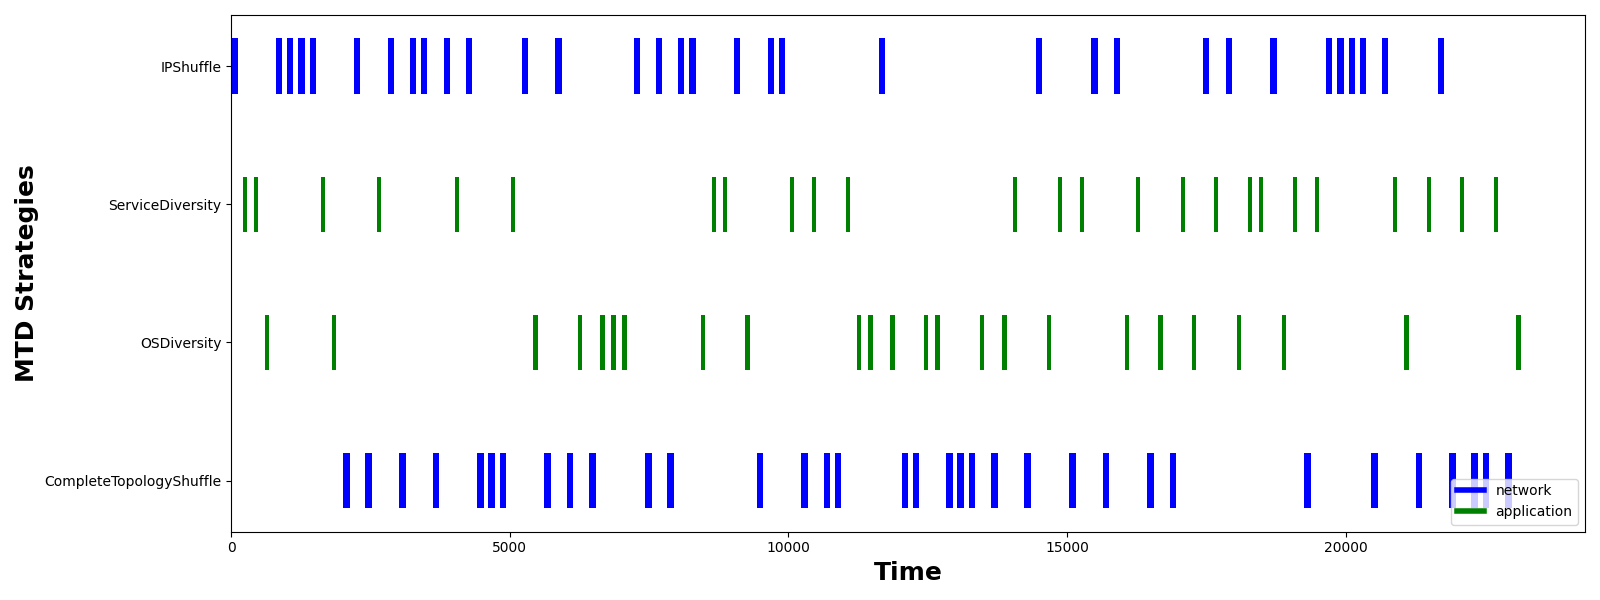 MTD Strategies
IPShuffle
ServiceDiversity
OSDiversity
CompleteTopologyShuffle
network
application
0 5000 10000 15000 20000
Time